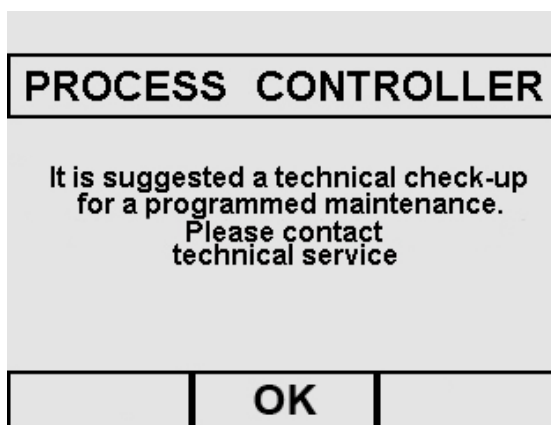 PROCESS CONTROLLER
It is suggested a technical check-up
for a programmed maintenance.
Please contact
technical service
OK